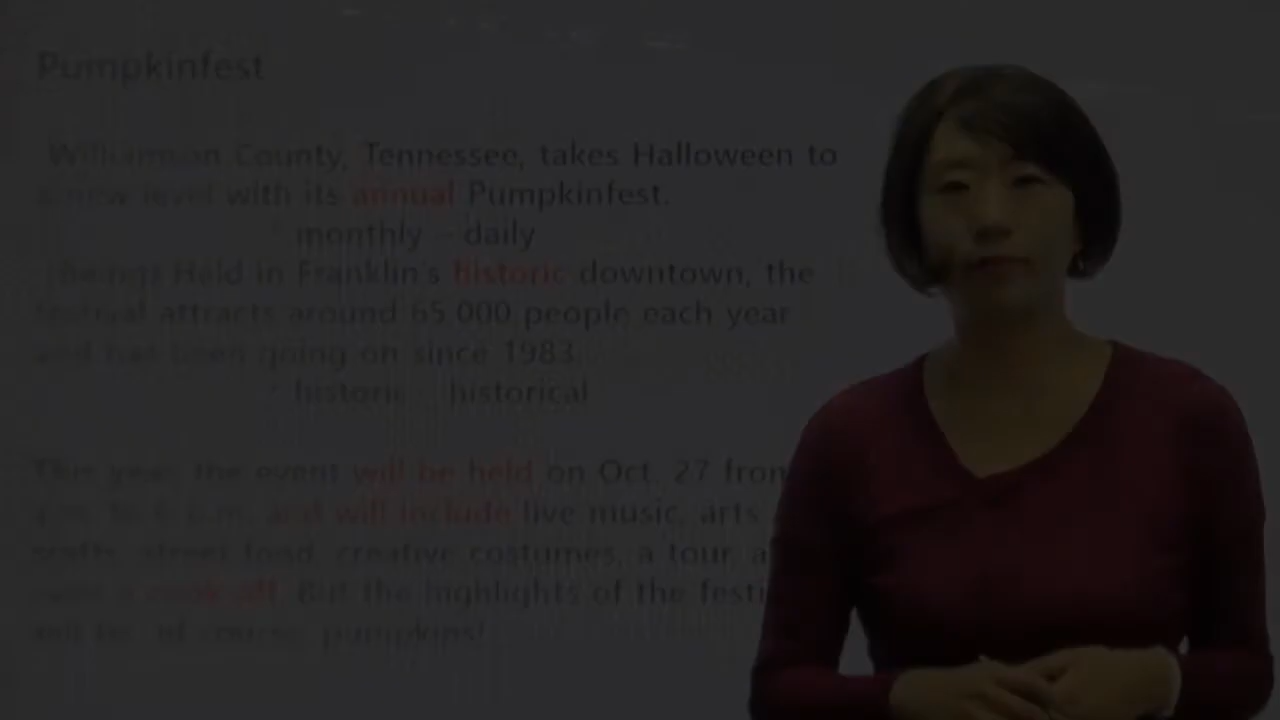 Pumpkinfest
Williamson County, Tennessee, takes Halloween to
a new level with its annual Pumpkinfest.
monthly - daily
Held in Franklin's historic downtown, the
festival attracts around 65,000 people each year
and has been going on since 1983.
historic - historical
This year, the event will be held on Oct. 27 from
and will include live music, arts
crafts, street food, creative costumes, a tour, a
even a cook-off. But the highlights of the festi
will be, of course, pumpkins!